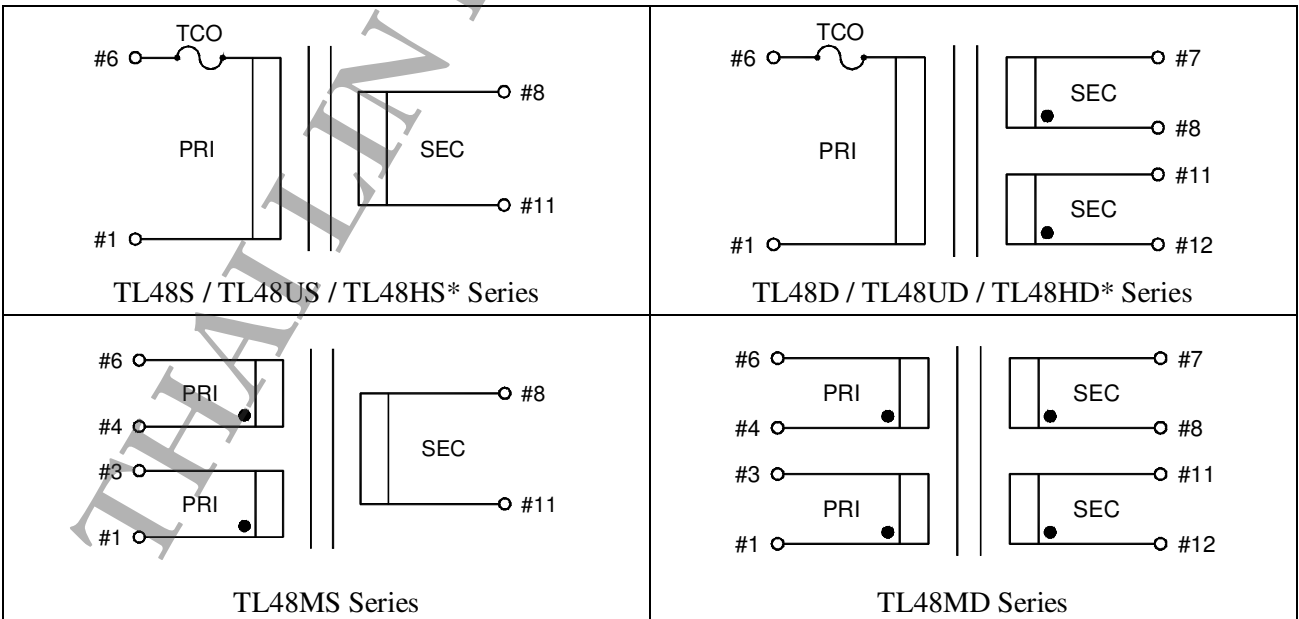 TCO
#6
PRI
#1
#8
SEC
#11
TL48S / TL48US / TL48HS* Series
TCO
#6
PRI
#1
#7
SEC
#8
#11
SEC
#12
TL48D / TL48UD / TL48HD* Series
#6
PRI
#4
#3
PRI
#1
#8
SEC
#11
TL48MS Series
#6
PRI
#4
#3
PRI
#1
#7
SEC
#8
#11
SEC
#12
TL48MD Series
THAI LIN